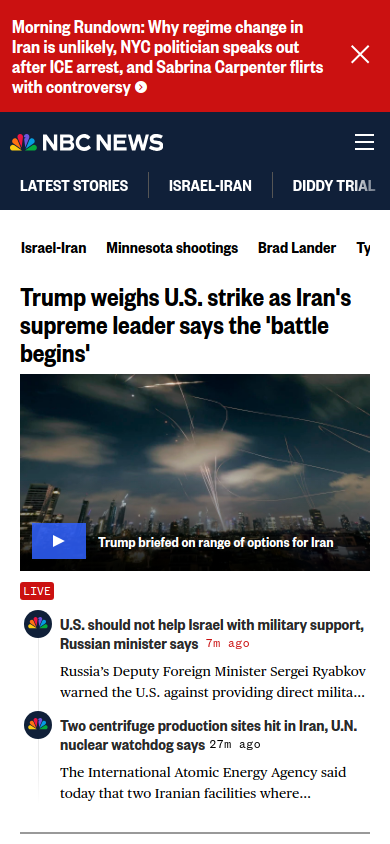 Morning Rundown: Why regime change in
Iran is unlikely, NYC politician speaks out
after ICE arrest, and Sabrina Carpenter flirts
with controversy
NBC NEWS
LATEST STORIES
ISRAEL-IRAN
DIDDY TRIAL
Israel-Iran
Minnesota shootings
Brad Lander
Ty
Trump weighs U.S. strike as Iran's
supreme leader says the 'battle
begins'
Trump briefed on range of options for Iran
LIVE
U.S. should not help Israel with military support,
Russian minister says 7m ago
Russia’s Deputy Foreign Minister Sergei Ryabkov
warned the U.S. against providing direct milita...
Two centrifuge production sites hit in Iran, U.N.
nuclear watchdog says 27m ago
The International Atomic Energy Agency said
today that two Iranian facilities where...